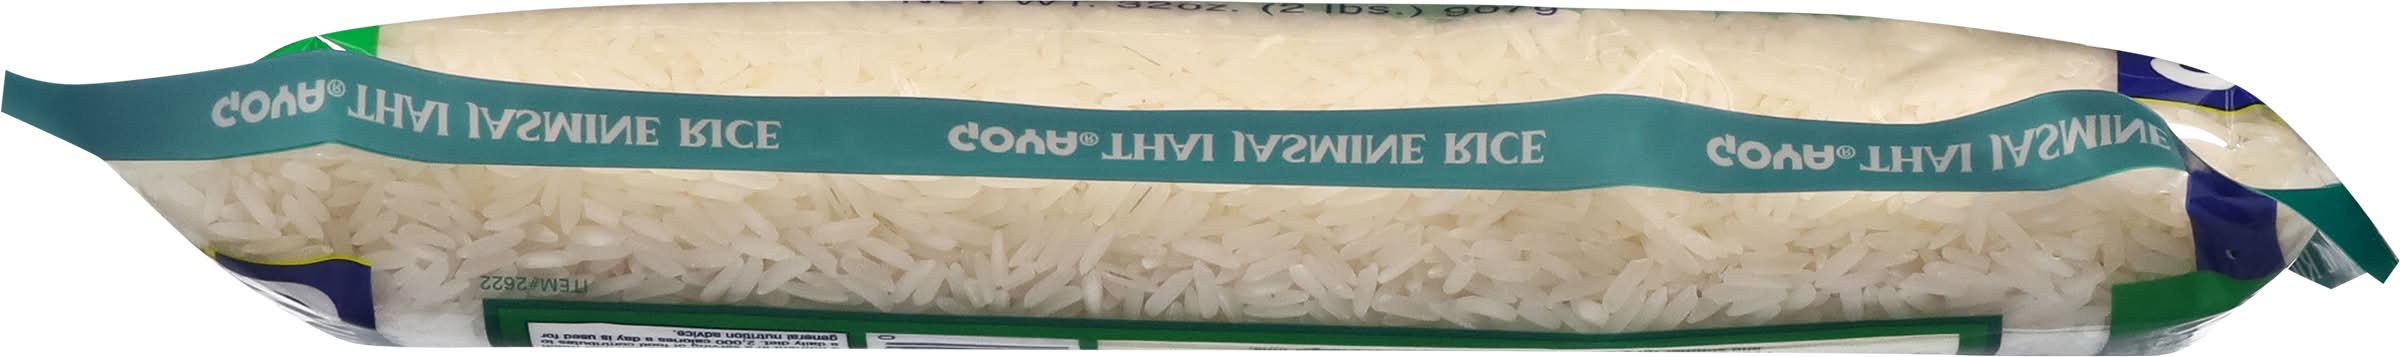 NET WT. 32oz. (2 lbs.) 907g
GOYA® THAI JASMINE RICE
GOYA® THAI JASMINE RICE
GOYA® THAI JASMINE
ITEM#2622
a daily diet. 2,000 calories a day is used for
general nutrition advice.